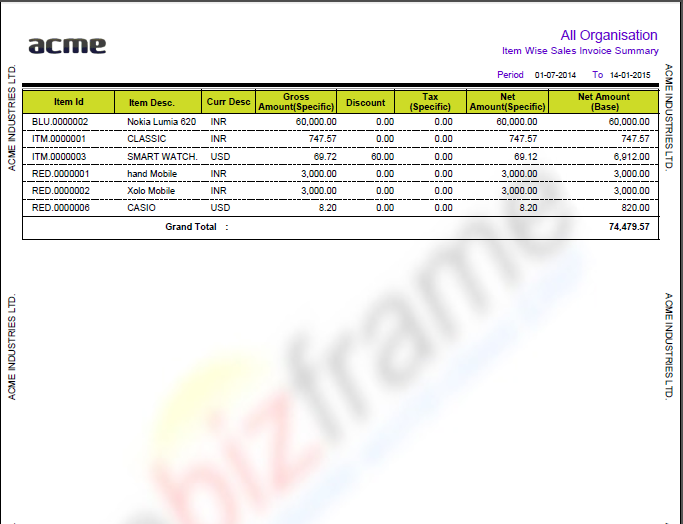 acme
All Organisation
Item Wise Sales Invoice Summary
Period 01-07-2014 To 14-01-2015
Item Id Item Desc. Curr Desc Gross Amount(Specific) Discount Tax (Specific) Net Amount(Specific) Net Amount (Base)
BLU.0000002 Nokia Lumia 620 INR 60,000.00 0.00 0.00 60,000.00 60,000.00
ITM.0000001 CLASSIC INR 747.57 0.00 0.00 747.57 747.57
ITM.0000003 SMART WATCH. USD 69.72 60.00 0.00 69.12 6,912.00
RED.0000001 hand Mobile INR 3,000.00 0.00 0.00 3,000.00 3,000.00
RED.0000002 Xolo Mobile INR 3,000.00 0.00 0.00 3,000.00 3,000.00
RED.0000006 CASIO USD 8.20 0.00 0.00 8.20 820.00
Grand Total : 74,479.57
ACME INDUSTRIES LTD.
ACME INDUSTRIES LTD.
ACME INDUSTRIES LTD.
ACME INDUSTRIES LTD.
bizframe